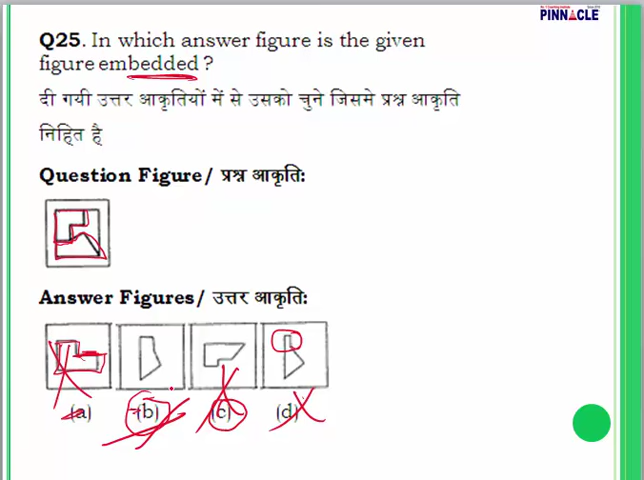 PINNACLE
Q25. In which answer figure is the given
figure embedded ?
दी गयी उत्तर आकृतियों में से उसको चुने जिसमे प्रश्न आकृति
निहित है
Question Figure/ प्रश्न आकृति:
Answer Figures/ उत्तर आकृति:
(a) (b) (c) (d)